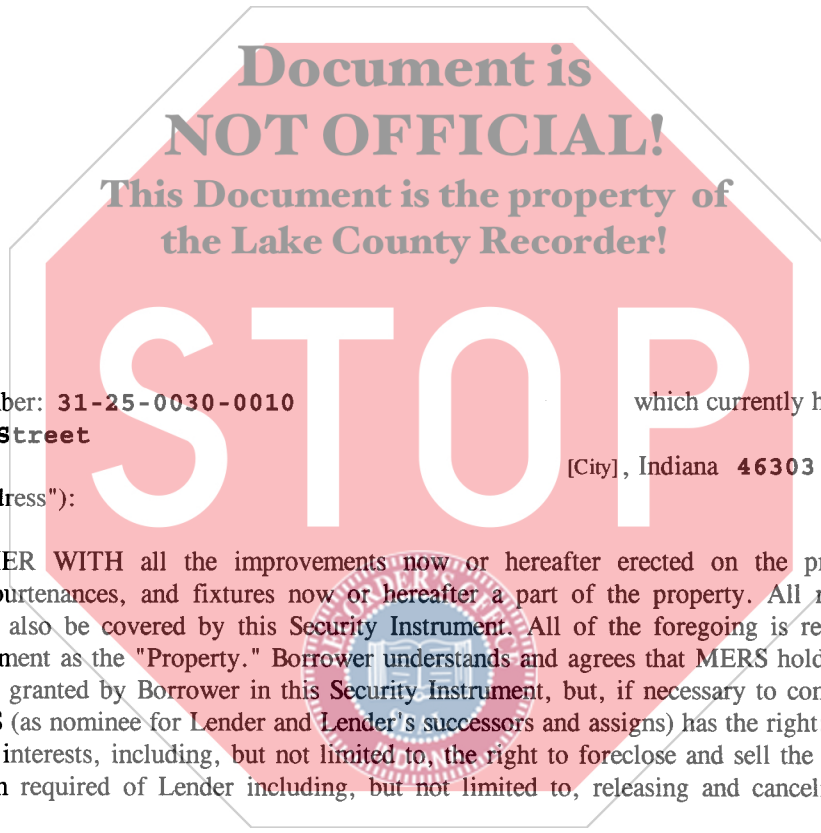 Document is
NOT OFFICIAL!
This Document is the property of
the Lake County Recorder!
STOP
ber: 31-25-0030-0010 which currently h
Street
[City], Indiana 46303
dress"):
ER WITH all the improvements now or hereafter erected on the pr
ourtenances, and fixtures now or hereafter a part of the property. All r
also be covered by this Security Instrument. All of the foregoing is re
ment as the "Property." Borrower understands and agrees that MERS hold
granted by Borrower in this Security Instrument, but, if necessary to con
S (as nominee for Lender and Lender's successors and assigns) has the right
interests, including, but not limited to, the right to foreclose and sell the
n required of Lender including, but not limited to, releasing and cancel
RECORDER'S OFFICE
INDIANA